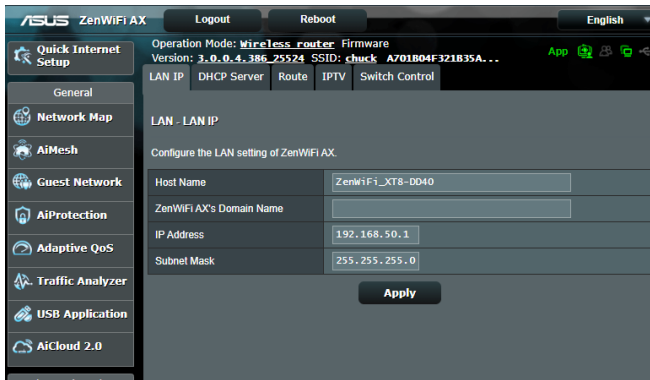 ASUS ZenWiFi AX Logout Reboot English
Quick Internet Setup
Operation Mode: Wireless router Firmware
Version: 3.0.0.4.386_25524 SSID: chuck A701B04F321B35A...
App
LAN IP DHCP Server Route IPTV Switch Control
General
Network Map
AiMesh
Guest Network
AiProtection
Adaptive QoS
Traffic Analyzer
USB Application
AiCloud 2.0
LAN - LAN IP
Configure the LAN setting of ZenWiFi AX.
Host Name ZenWiFi_XT8-DD40
ZenWiFi AX's Domain Name
IP Address 192.168.50.1
Subnet Mask 255.255.255.0
Apply